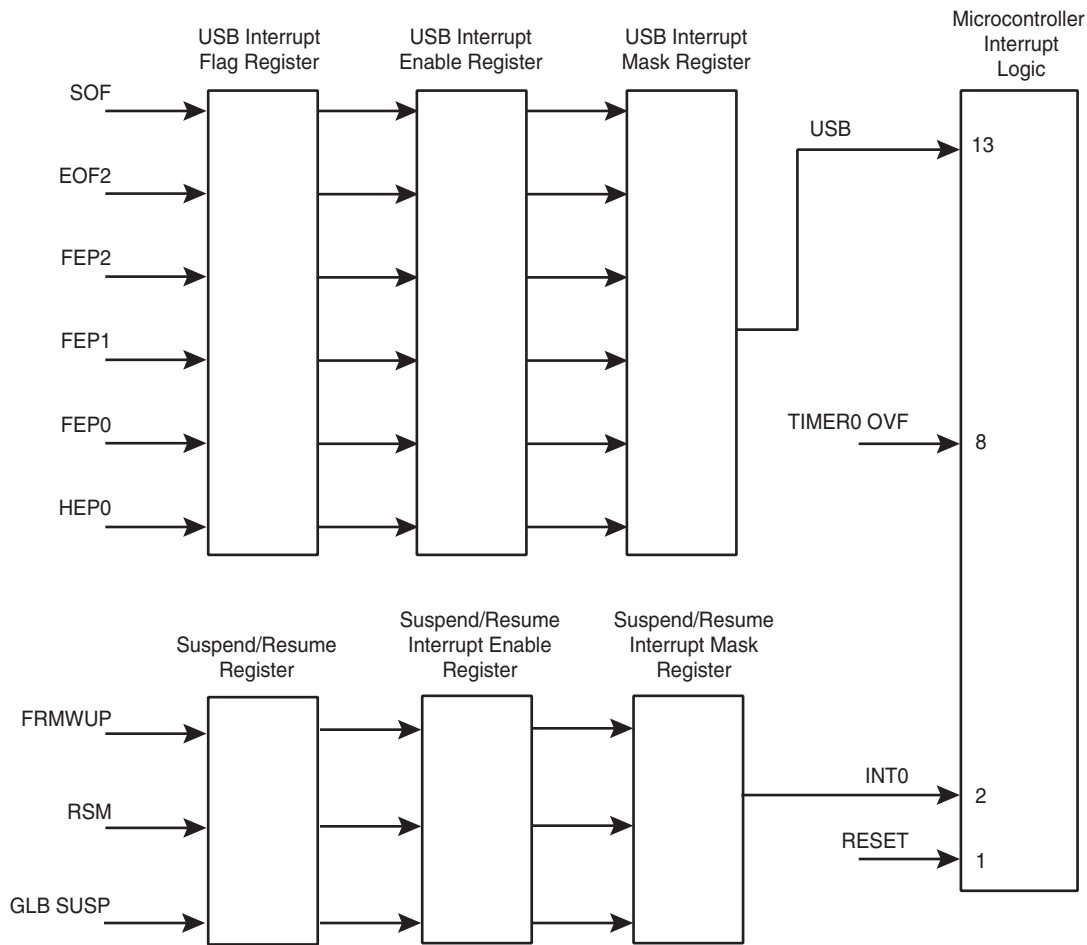 USB Interrupt
Flag Register
USB Interrupt
Enable Register
USB Interrupt
Mask Register
Microcontroller
Interrupt
Logic
SOF
EOF2
FEP2
FEP1
FEP0
HEP0
USB
13
TIMER0 OVF
8
Suspend/Resume
Register
Suspend/Resume
Interrupt Enable
Register
Suspend/Resume
Interrupt Mask
Register
FRMWUP
RSM
GLB SUSP
INT0
2
RESET
1